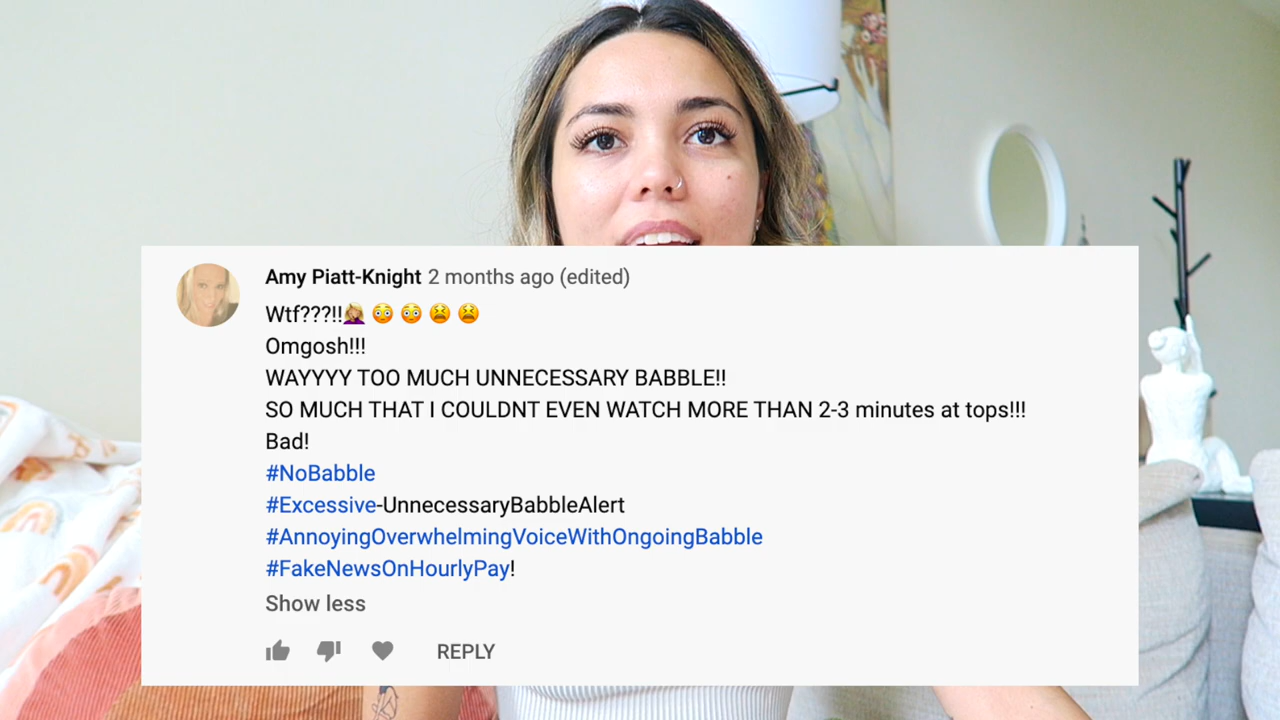 Amy Piatt-Knight 2 months ago (edited)
Wtf???!!🤦🏼‍♀️ 😳 😳 😫 😫
Omgosh!!!
WAYYYY TOO MUCH UNNECESSARY BABBLE!!
SO MUCH THAT I COULDNT EVEN WATCH MORE THAN 2-3 minutes at tops!!!
Bad!
#NoBabble
#Excessive-UnnecessaryBabbleAlert
#AnnoyingOverwhelmingVoiceWithOngoingBabble
#FakeNewsOnHourlyPay!
Show less
REPLY